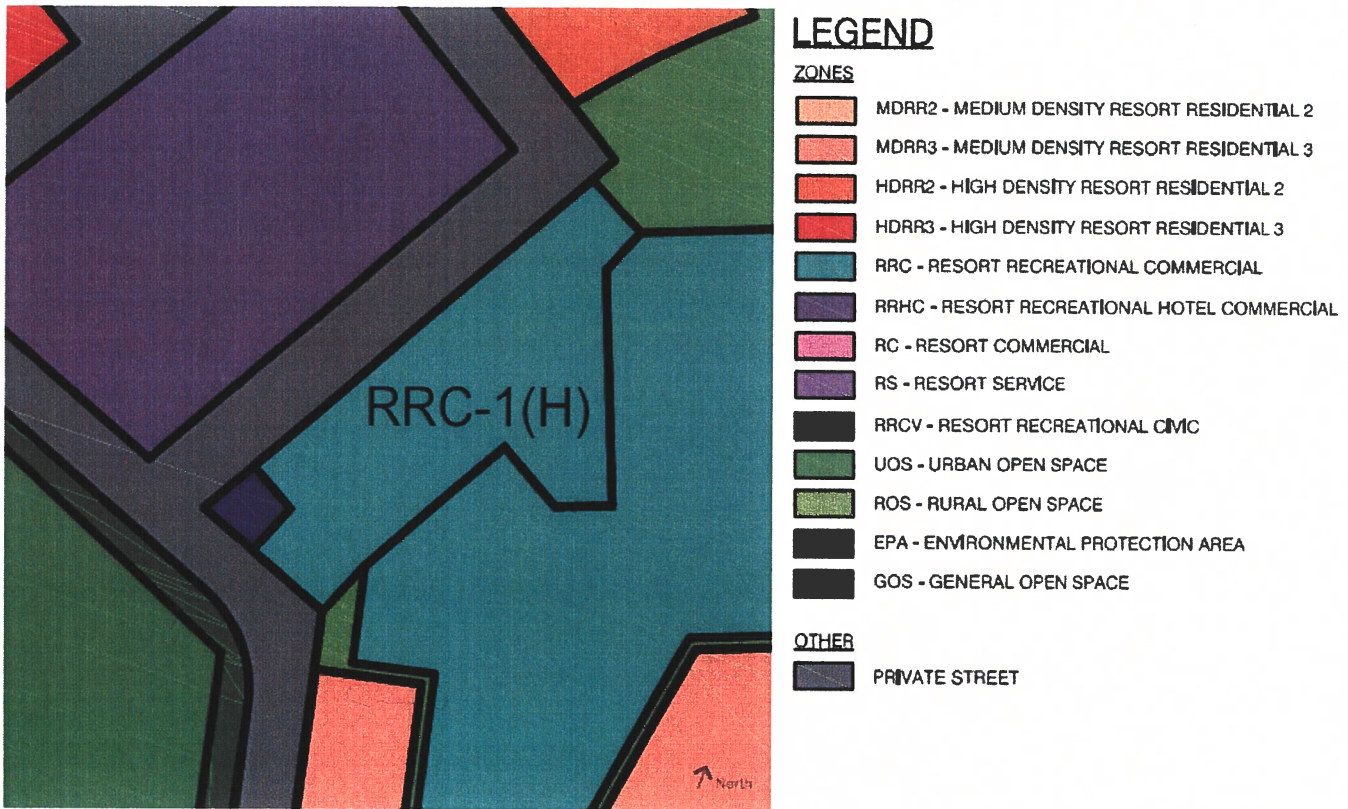 LEGEND
ZONES
MDRR2 - MEDIUM DENSITY RESORT RESIDENTIAL 2
MDRR3 - MEDIUM DENSITY RESORT RESIDENTIAL 3
HDRR2 - HIGH DENSITY RESORT RESIDENTIAL 2
HDRR3 - HIGH DENSITY RESORT RESIDENTIAL 3
RRC - RESORT RECREATIONAL COMMERCIAL
RRHC - RESORT RECREATIONAL HOTEL COMMERCIAL
RC - RESORT COMMERCIAL
RS - RESORT SERVICE
RRCV - RESORT RECREATIONAL CIVIC
UOS - URBAN OPEN SPACE
ROS - RURAL OPEN SPACE
EPA - ENVIRONMENTAL PROTECTION AREA
GOS - GENERAL OPEN SPACE
OTHER
PRIVATE STREET
RRC-1(H)
North